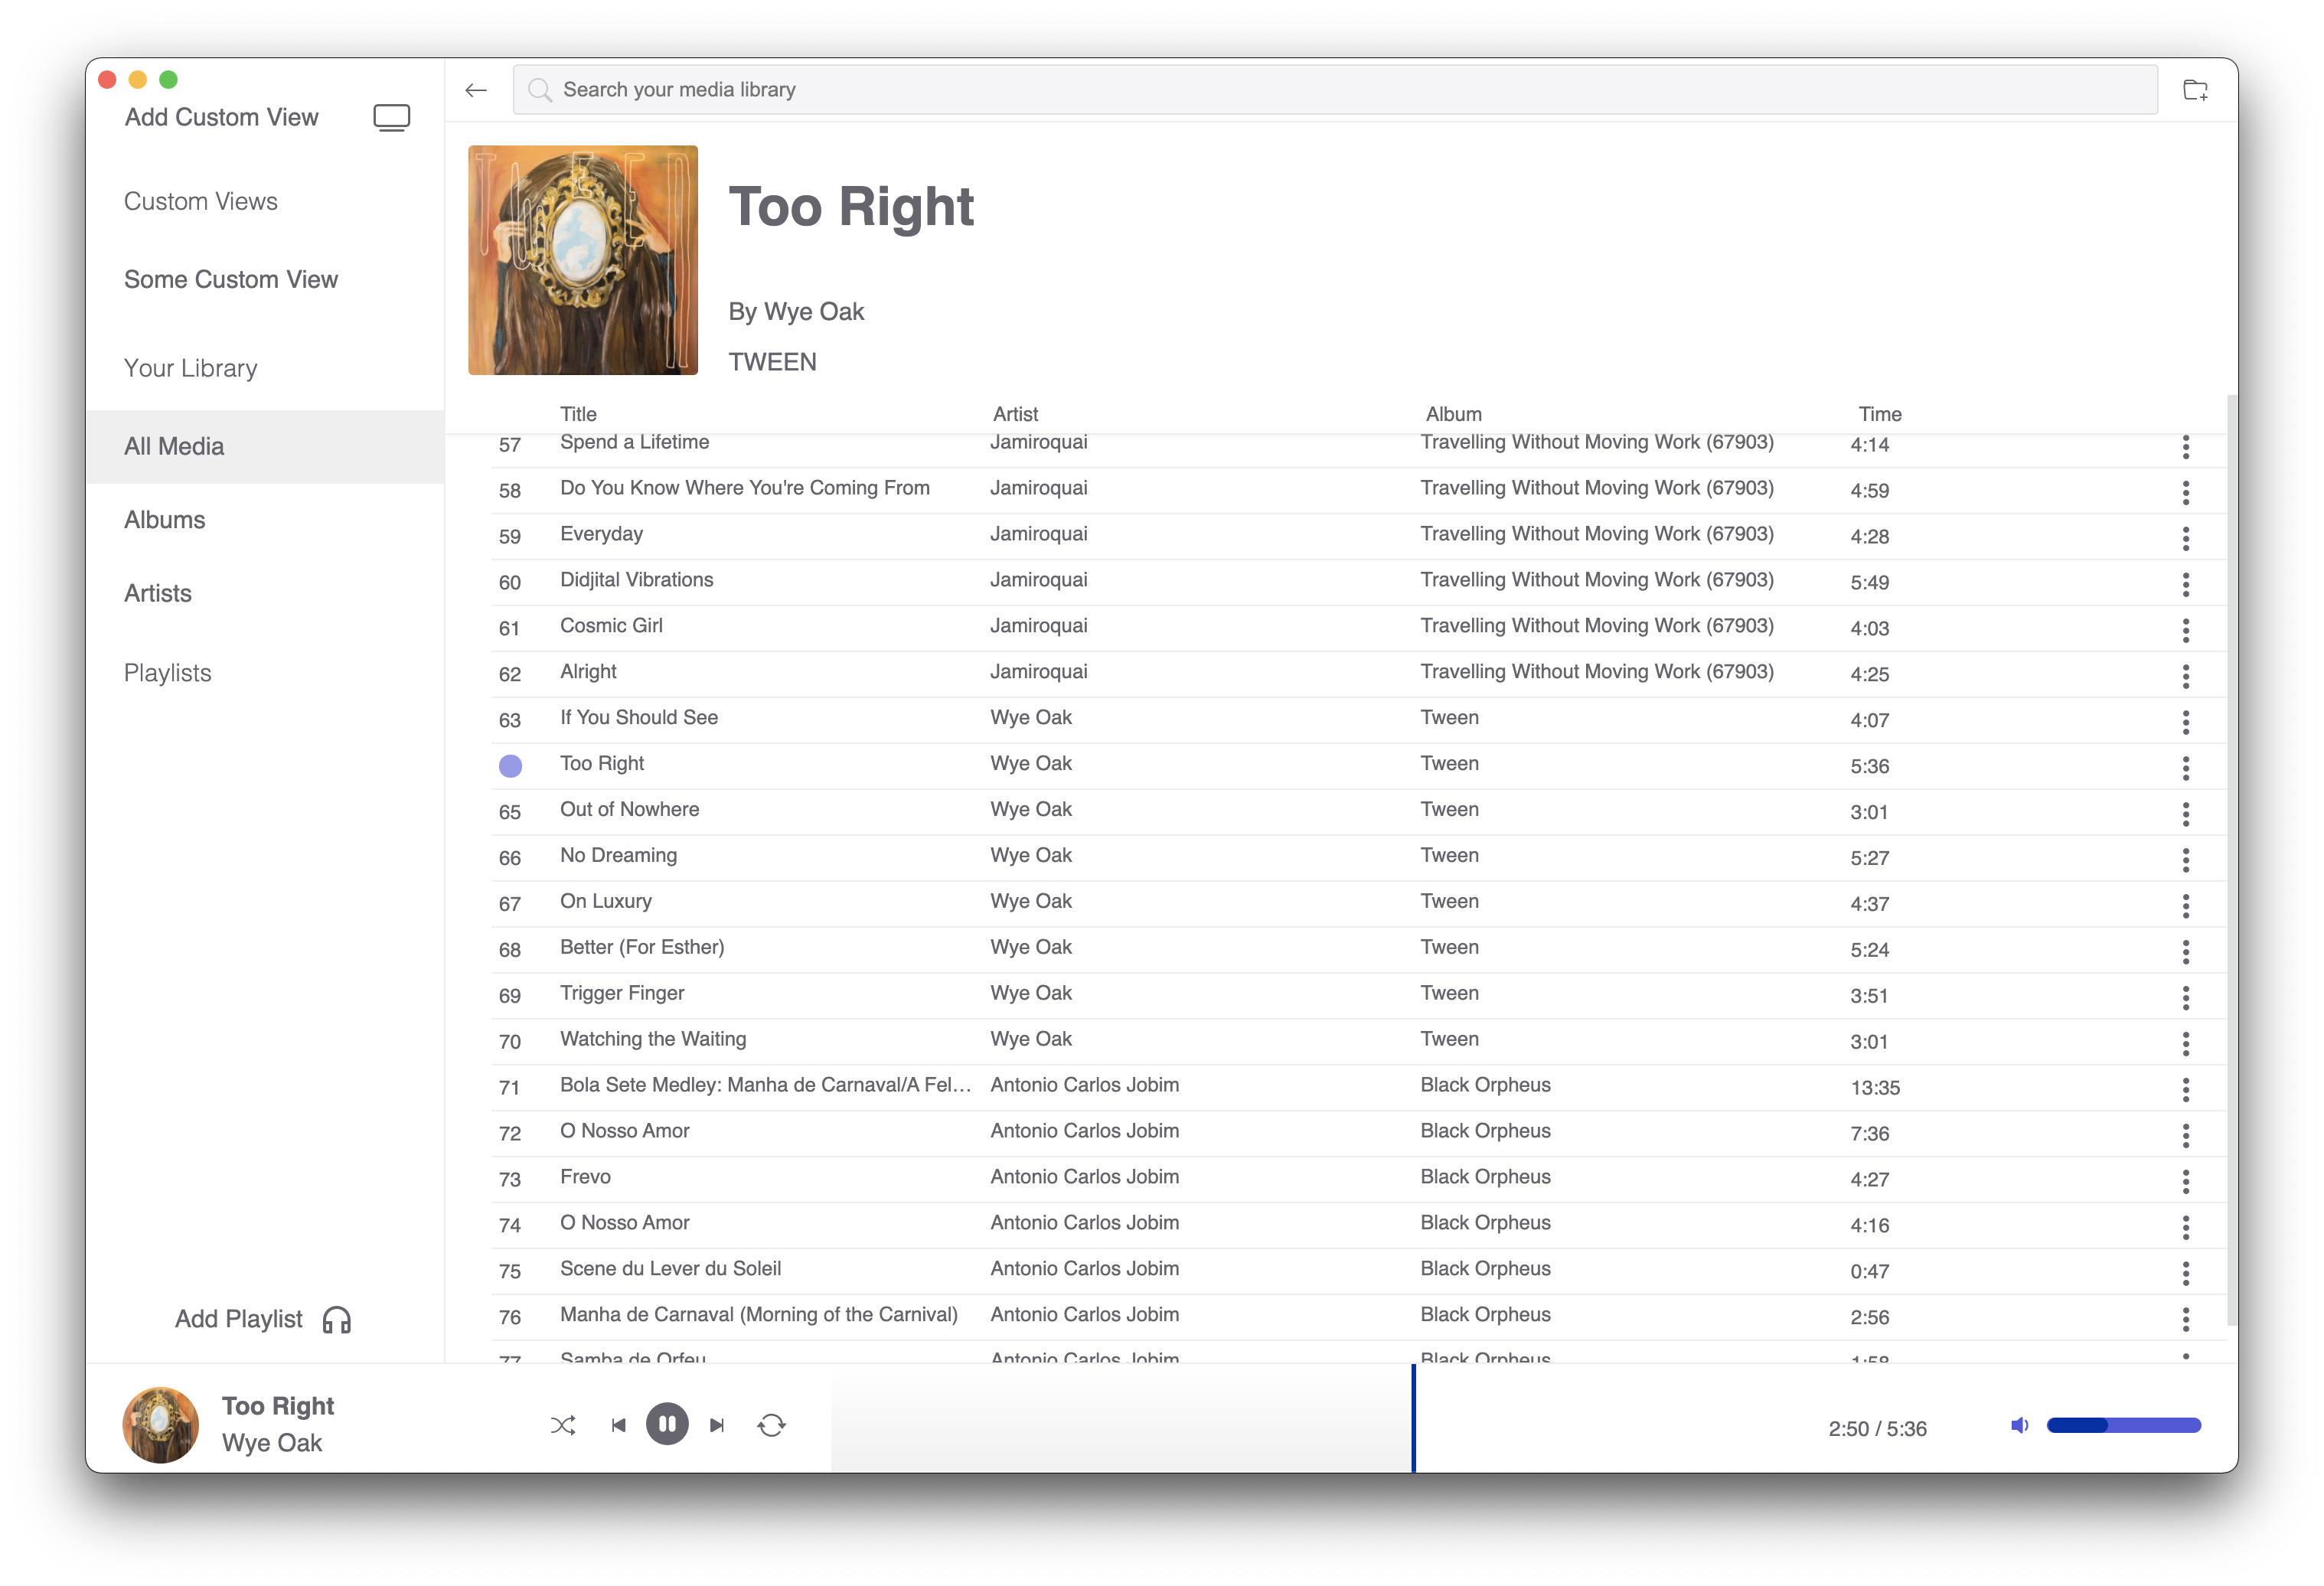 Add Custom View
Custom Views
Some Custom View
Your Library
All Media
Albums
Artists
Playlists
Add Playlist
Search your media library
TWEEN
Too Right
By Wye Oak
TWEEN
Title Artist Album Time
57 Spend a Lifetime Jamiroquai Travelling Without Moving Work (67903) 4:14
58 Do You Know Where You're Coming From Jamiroquai Travelling Without Moving Work (67903) 4:59
59 Everyday Jamiroquai Travelling Without Moving Work (67903) 4:28
60 Didjital Vibrations Jamiroquai Travelling Without Moving Work (67903) 5:49
61 Cosmic Girl Jamiroquai Travelling Without Moving Work (67903) 4:03
62 Alright Jamiroquai Travelling Without Moving Work (67903) 4:25
63 If You Should See Wye Oak Tween 4:07
Too Right Wye Oak Tween 5:36
65 Out of Nowhere Wye Oak Tween 3:01
66 No Dreaming Wye Oak Tween 5:27
67 On Luxury Wye Oak Tween 4:37
68 Better (For Esther) Wye Oak Tween 5:24
69 Trigger Finger Wye Oak Tween 3:51
70 Watching the Waiting Wye Oak Tween 3:01
71 Bola Sete Medley: Manha de Carnaval/A Fel... Antonio Carlos Jobim Black Orpheus 13:35
72 O Nosso Amor Antonio Carlos Jobim Black Orpheus 7:36
73 Frevo Antonio Carlos Jobim Black Orpheus 4:27
74 O Nosso Amor Antonio Carlos Jobim Black Orpheus 4:16
75 Scene du Lever du Soleil Antonio Carlos Jobim Black Orpheus 0:47
76 Manha de Carnaval (Morning of the Carnival) Antonio Carlos Jobim Black Orpheus 2:56
77 Samba de Orfeu Antonio Carlos Jobim Black Orpheus 1:58
Too Right
Wye Oak
2:50 / 5:36